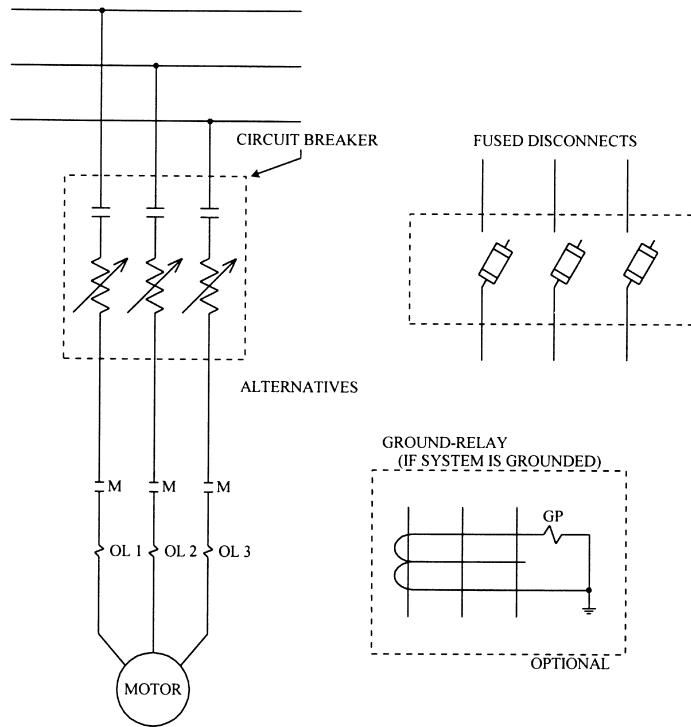 CIRCUIT BREAKER
FUSED DISCONNECTS
ALTERNATIVES
GROUND-RELAY
(IF SYSTEM IS GROUNDED)
M M M
GP
OL 1 OL 2 OL 3
OPTIONAL
MOTOR